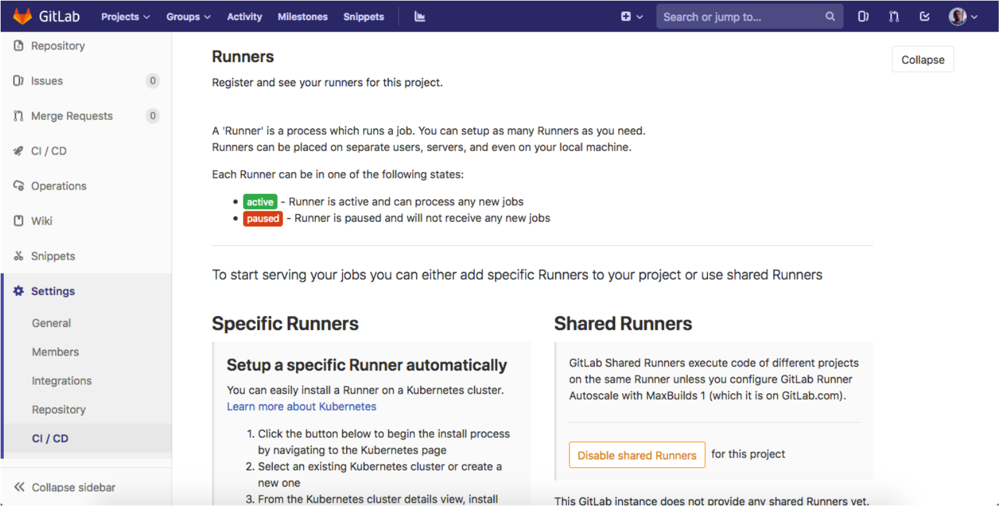 GitLab Projects Groups Activity Milestones Snippets Search or jump to...
Repository
Issues 0
Merge Requests 0
CI / CD
Operations
Wiki
Snippets
Settings
General
Members
Integrations
Repository
CI / CD
Collapse sidebar
Runners
Collapse
Register and see your runners for this project.
A 'Runner' is a process which runs a job. You can setup as many Runners as you need.
Runners can be placed on separate users, servers, and even on your local machine.
Each Runner can be in one of the following states:
• active - Runner is active and can process any new jobs
• paused - Runner is paused and will not receive any new jobs
To start serving your jobs you can either add specific Runners to your project or use shared Runners
Specific Runners
Setup a specific Runner automatically
You can easily install a Runner on a Kubernetes cluster.
Learn more about Kubernetes
1. Click the button below to begin the install process
by navigating to the Kubernetes page
2. Select an existing Kubernetes cluster or create a
new one
3. From the Kubernetes cluster details view, install
Shared Runners
GitLab Shared Runners execute code of different projects
on the same Runner unless you configure GitLab Runner
Autoscale with MaxBuilds 1 (which it is on GitLab.com).
Disable shared Runners for this project
This GitLab instance does not provide any shared Runners yet.